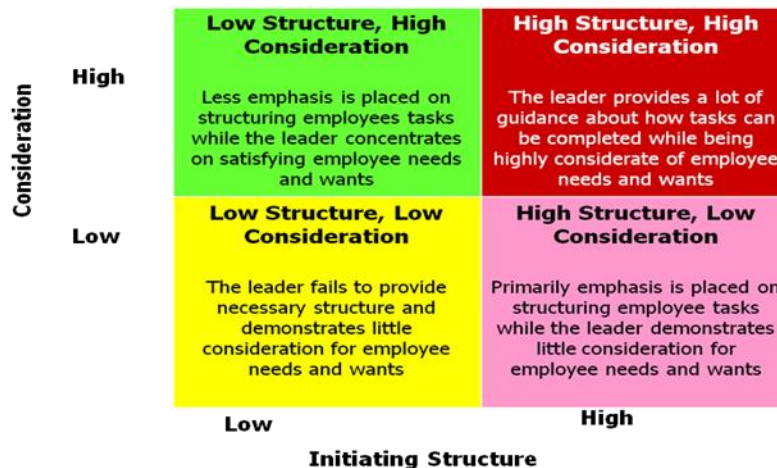 Consideration
High
Low
Low Structure, High
Consideration
Less emphasis is placed on
structuring employees tasks
while the leader concentrates
on satisfying employee needs
and wants
High Structure, High
Consideration
The leader provides a lot of
guidance about how tasks can
be completed while being
highly considerate of employee
needs and wants
Low Structure, Low
Consideration
The leader fails to provide
necessary structure and
demonstrates little
consideration for employee
needs and wants
High Structure, Low
Consideration
Primarily emphasis is placed on
structuring employee tasks
while the leader demonstrates
little consideration for
employee needs and wants
Low
High
Initiating Structure